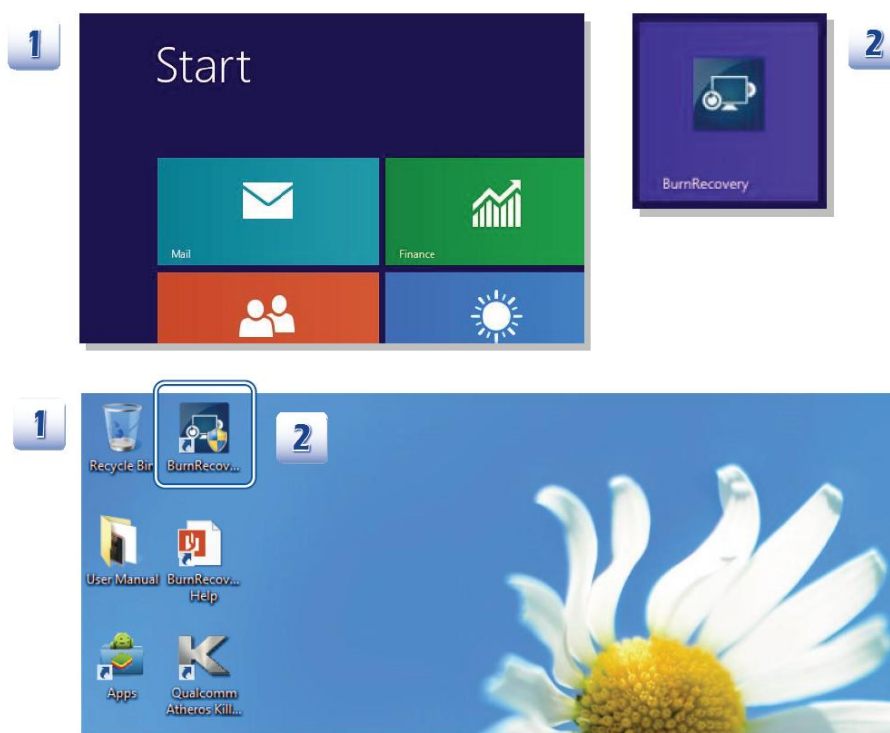 1
Start
Mail
Finance
BurnRecovery
2
1
Recycle Bin
BurnRecov...
2
User Manual
BurnRecov...
Help
Apps
Qualcomm
Atheros Kill...